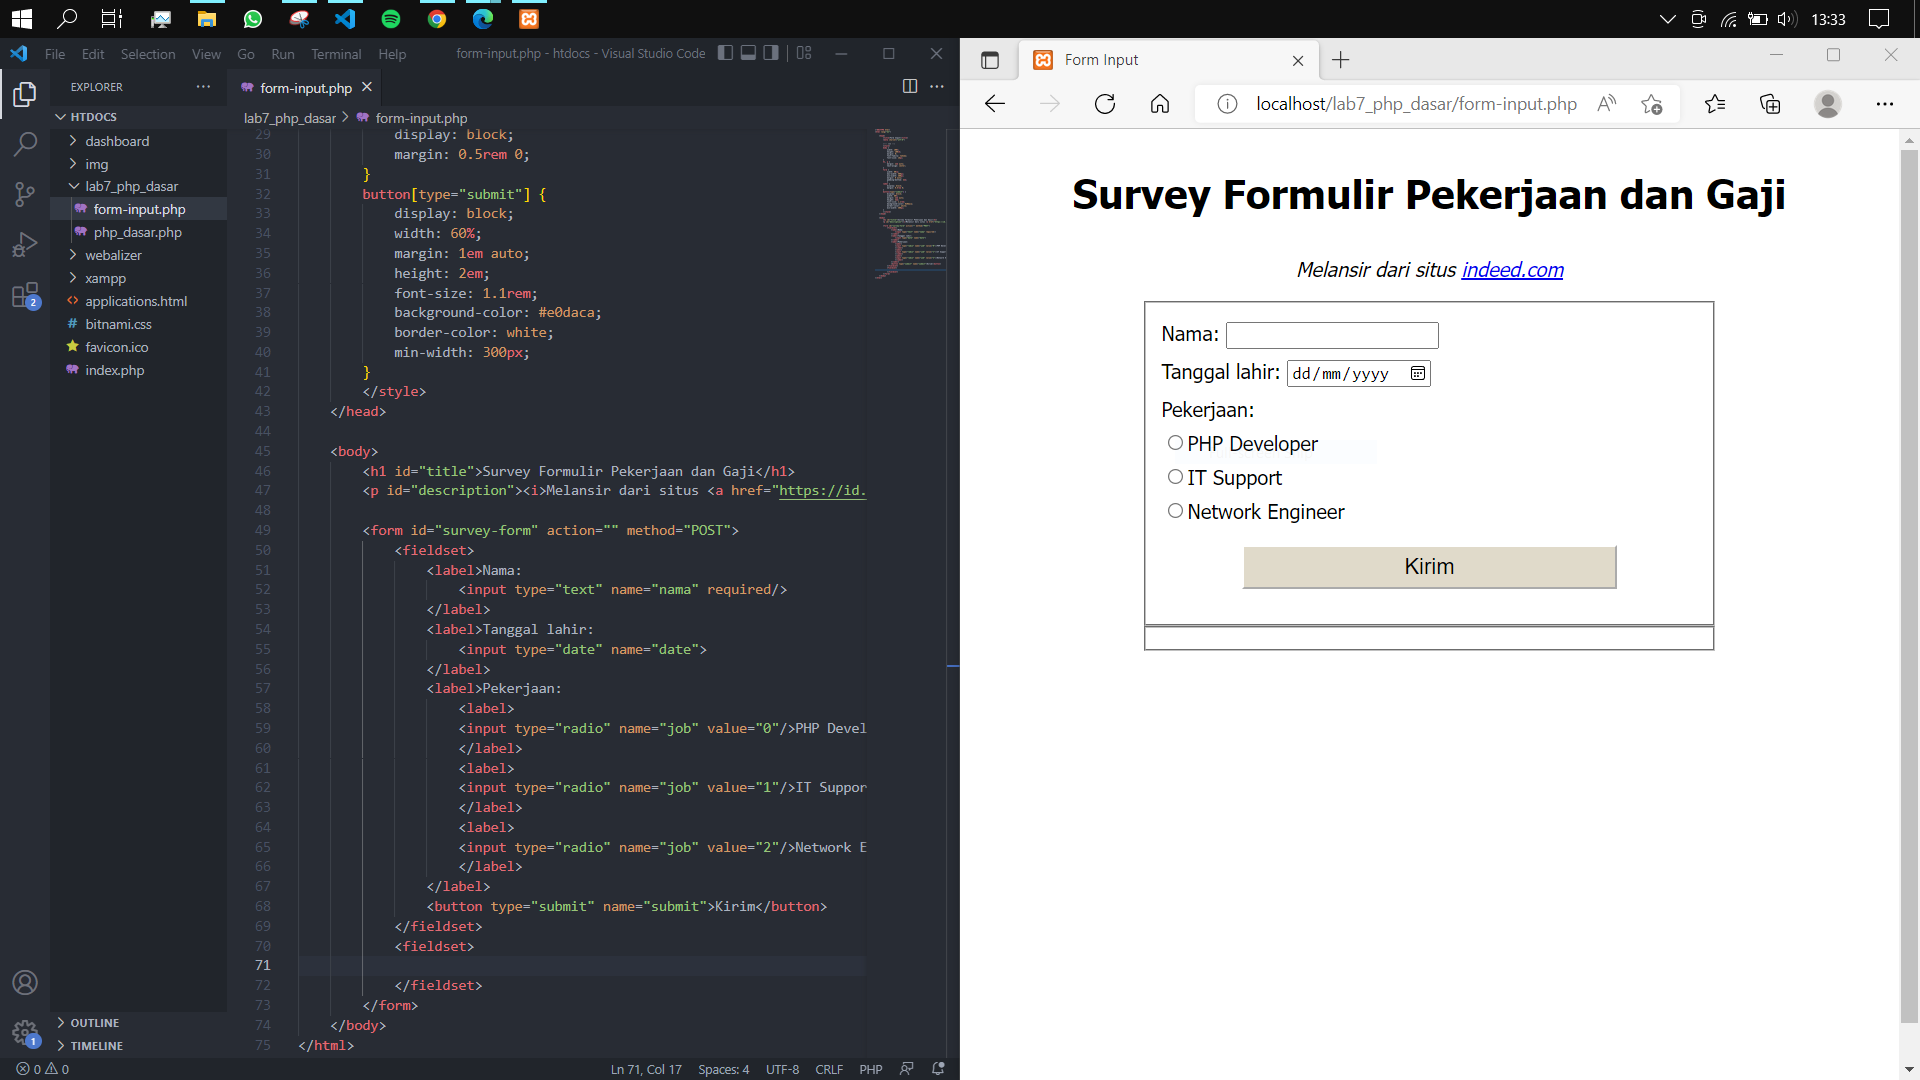 13:33
File Edit Selection View Go Run Terminal Help
form-input.php - htdocs - Visual Studio Code
EXPLORER
HTDOCS
dashboard
img
lab7_php_dasar
form-input.php
php_dasar.php
webalizer
xampp
applications.html
bitnami.css
favicon.ico
index.php
OUTLINE
TIMELINE
2
1
form-input.php
lab7_php_dasar > form-input.php
29 display: block;
30 margin: 0.5rem 0;
31 }
32 button[type="submit"] {
33 display: block;
34 width: 60%;
35 margin: 1em auto;
36 height: 2em;
37 font-size: 1.1rem;
38 background-color: #e0daca;
39 border-color: white;
40 min-width: 300px;
41 }
42 </style>
43 </head>
44
45 <body>
46 <h1 id="title">Survey Formulir Pekerjaan dan Gaji</h1>
47 <p id="description"><i>Melansir dari situs <a href="https://id.
48
49 <form id="survey-form" action="" method="POST">
50 <fieldset>
51 <label>Nama:
52 <input type="text" name="nama" required/>
53 </label>
54 <label>Tanggal lahir:
55 <input type="date" name="date">
56 </label>
57 <label>Pekerjaan:
58 <label>
59 <input type="radio" name="job" value="0"/>PHP Devel
60 </label>
61 <label>
62 <input type="radio" name="job" value="1"/>IT Suppor
63 </label>
64 <label>
65 <input type="radio" name="job" value="2"/>Network E
66 </label>
67 </label>
68 <button type="submit" name="submit">Kirim</button>
69 </fieldset>
70 <fieldset>
71
72 </fieldset>
73 </form>
74 </body>
75 </html>
0 0
Ln 71, Col 17 Spaces: 4 UTF-8 CRLF PHP
Form Input
localhost/lab7_php_dasar/form-input.php
Survey Formulir Pekerjaan dan Gaji
Melansir dari situs indeed.com
Nama:
Tanggal lahir: dd/mm/yyyy
Pekerjaan:
PHP Developer
IT Support
Network Engineer
Kirim